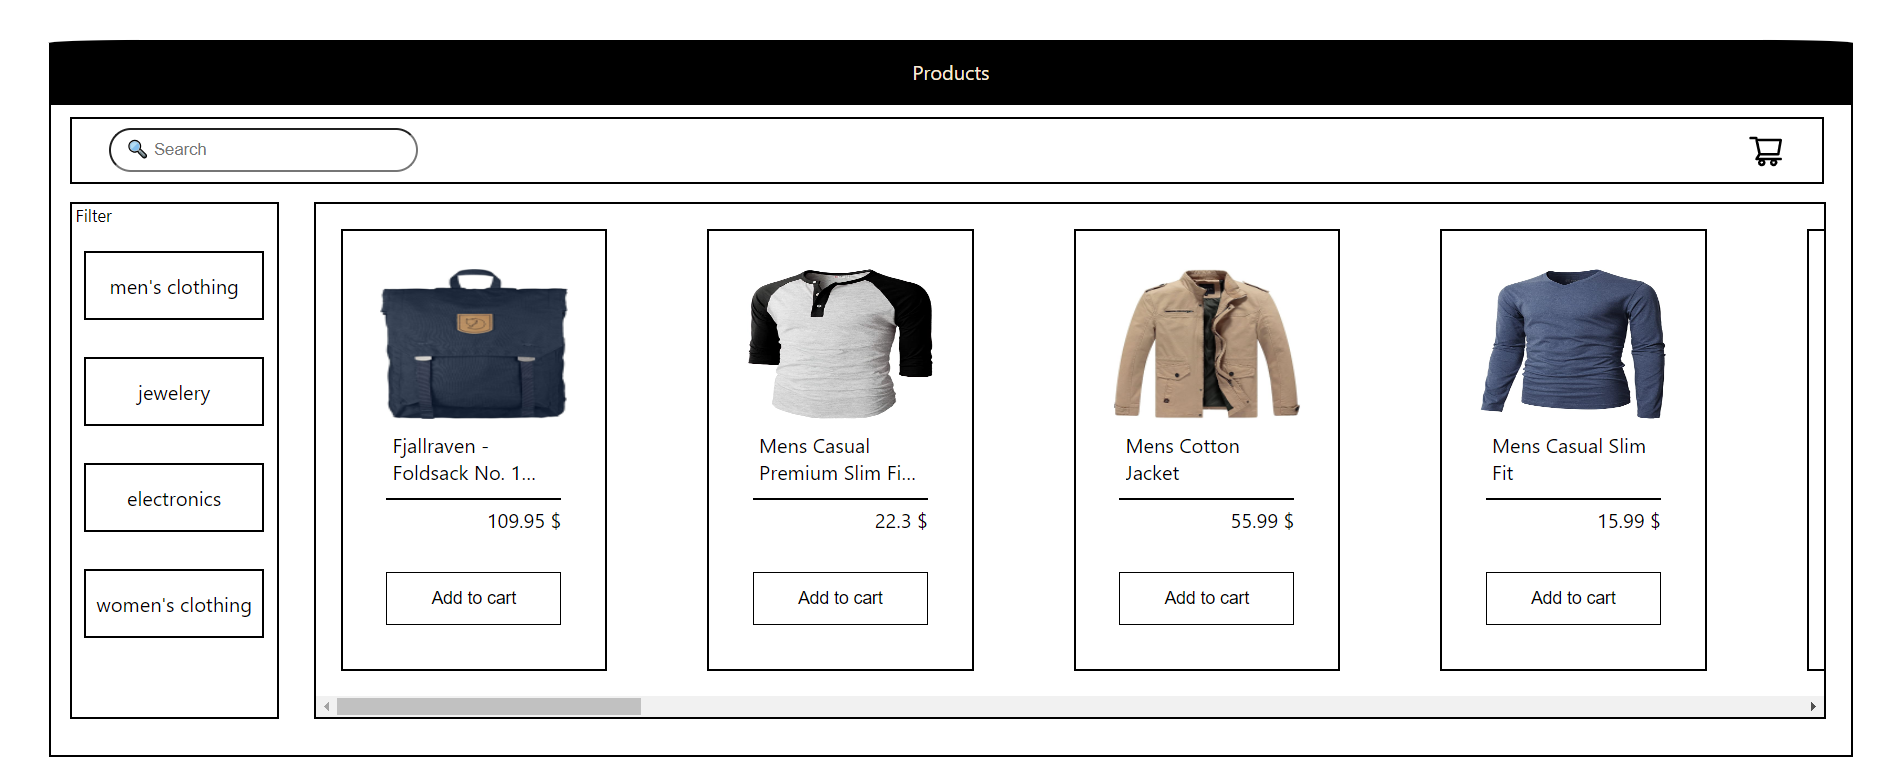 Products
🔍 Search
Filter
men's clothing
jewelery
electronics
women's clothing
Fjallraven -
Foldsack No. 1...
109.95 $
Add to cart
Mens Casual
Premium Slim Fi...
22.3 $
Add to cart
Mens Cotton
Jacket
55.99 $
Add to cart
Mens Casual Slim
Fit
15.99 $
Add to cart